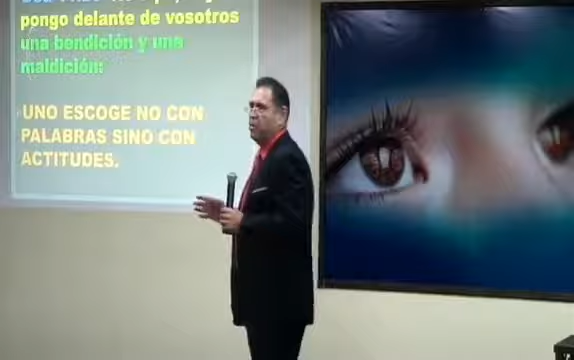 pongo delante de vosotros
una bendición y una
maldición:
UNO ESCOGE NO CON
PALABRAS SINO CON
ACTITUDES.